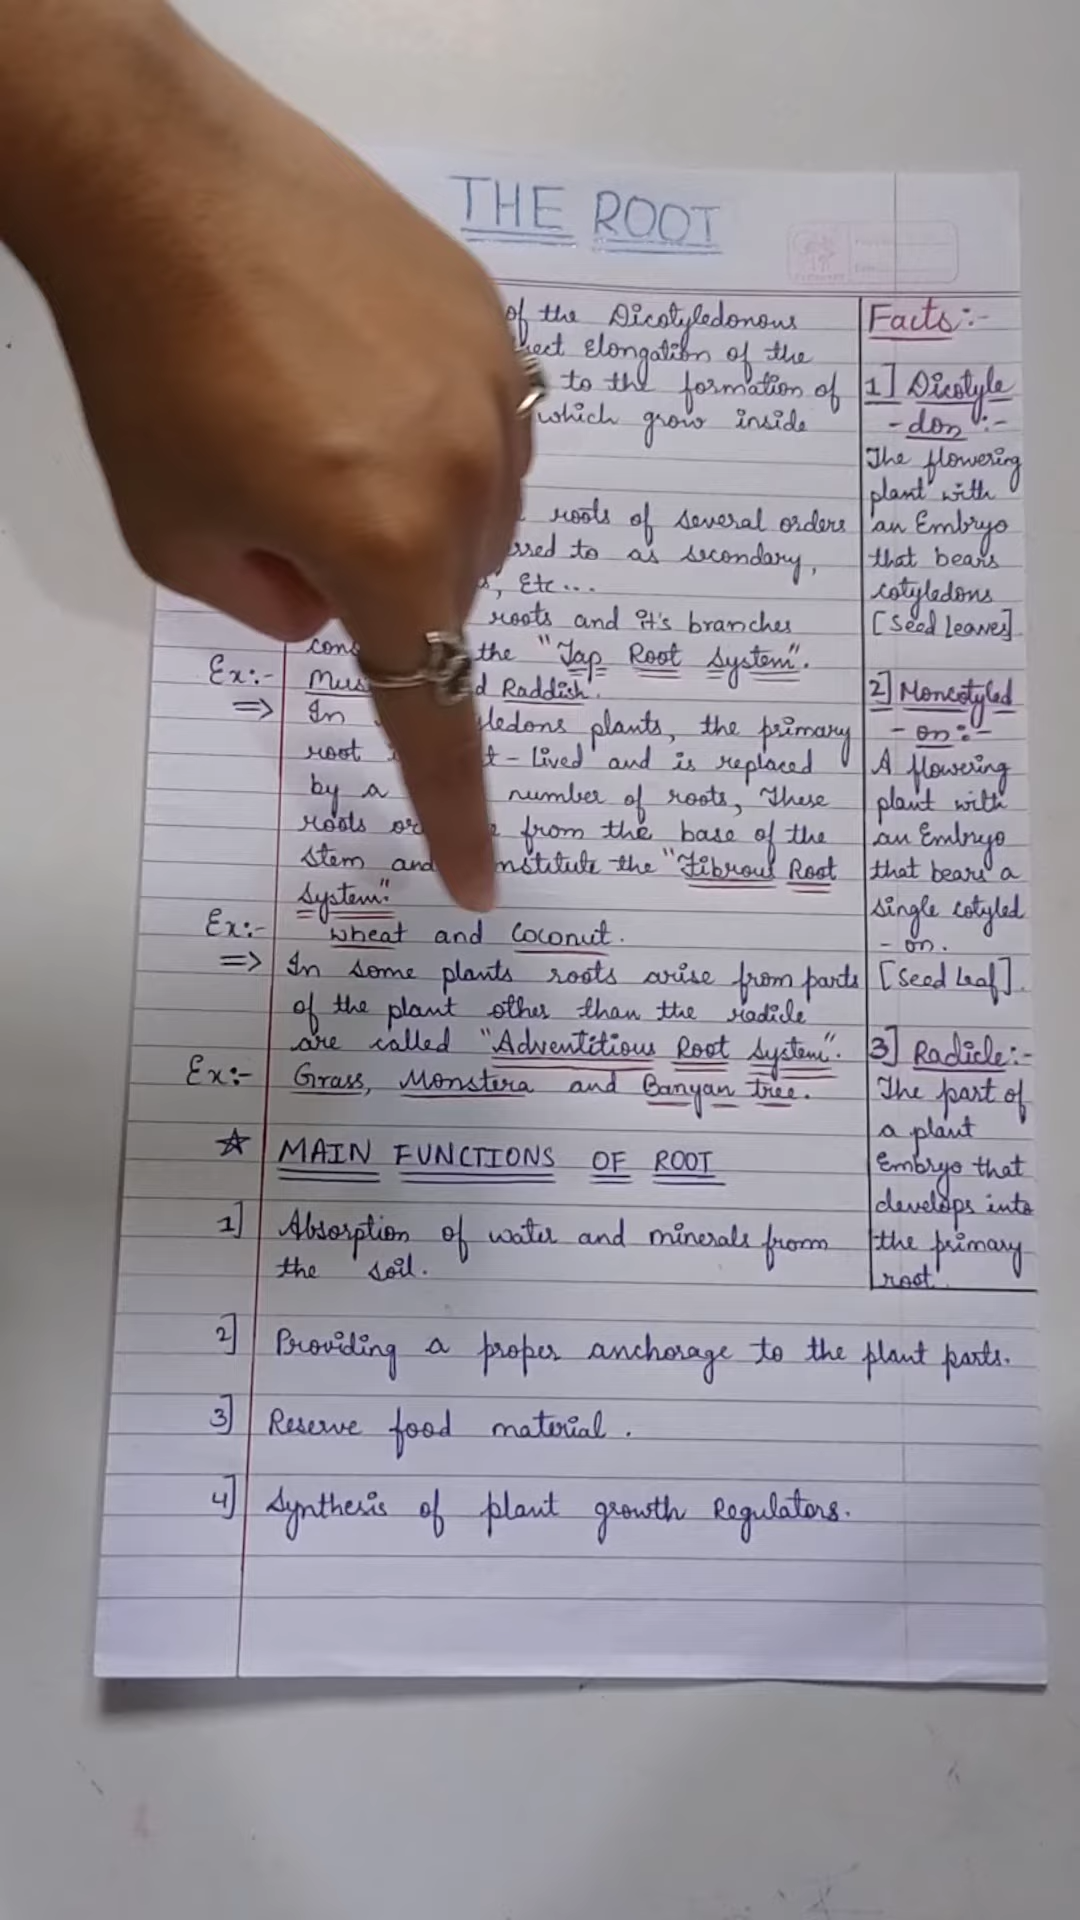 THE ROOT
of the Dicotyledonous
elongation of the
to the formation of
which grow inside
roots of several orders
to as secondary,
Etc...
roots and it's branches
the "Tap Root System".
Ex:-
Raddish.
=> In plants, the primary
root - lived and is replaced
by a number of roots, These
roots from the base of the
stem and the "Fibrous Root
System".
Ex:- Wheat and Coconut.
=> In some plants roots arise from parts
of the plant other than the radicle
are called "Adventitious Root System".
Ex:- Grass, Monstera and Banyan tree.
☆ MAIN FUNCTIONS OF ROOT
1] Absorption of water and minerals from
the soil.
2] Providing a proper anchorage to the plant parts.
3] Reserve food material.
4] Synthesis of plant growth Regulators.
Facts:-
1] Dicotyle
-don:-
The flowering
plant with
an Embryo
that bears
cotyledons
[Seed Leaves]
2] Moncotyled
-on:-
A flowering
plant with
an Embryo
that bears a
single cotyled
-on.
[Seed Leaf].
3] Radicle:-
The part of
a plant
Embryo that
develops into
the primary
root.